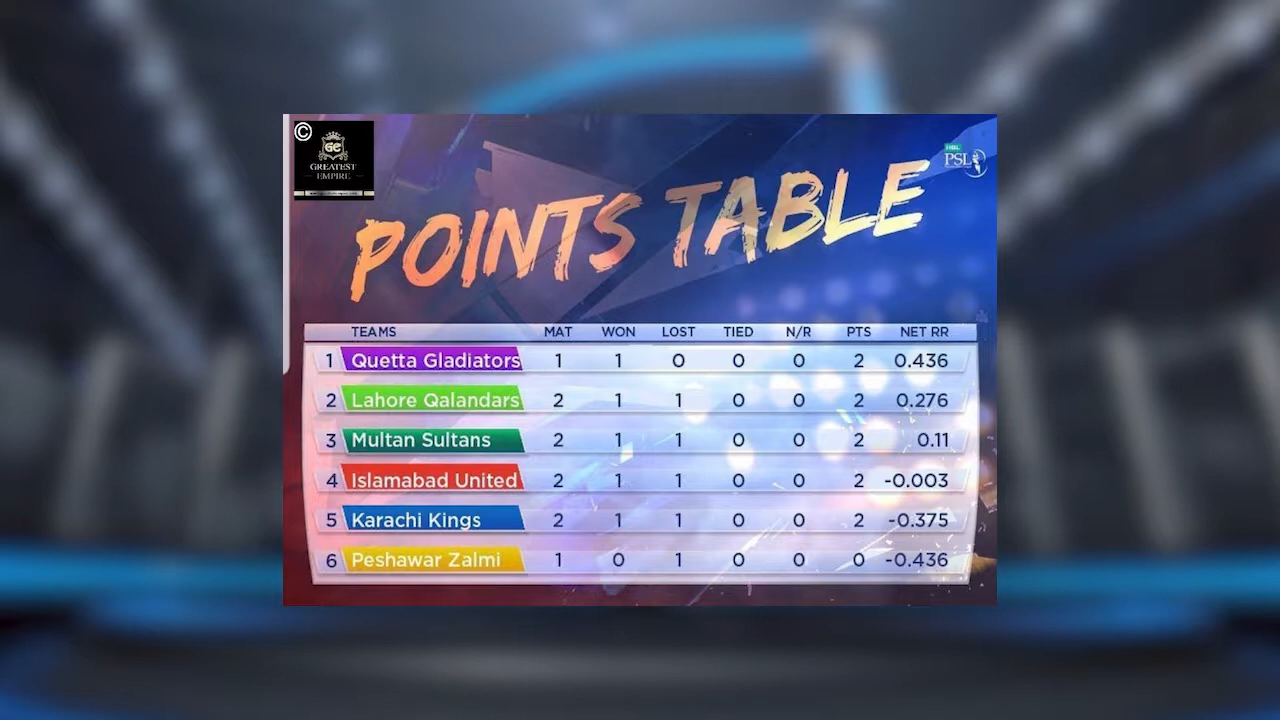 ©
GE
GREATEST
EMPIRE
HBL
PSL
POINTS TABLE
TEAMS MAT WON LOST TIED N/R PTS NET RR
1 Quetta Gladiators 1 1 0 0 0 2 0.436
2 Lahore Qalandars 2 1 1 0 0 2 0.276
3 Multan Sultans 2 1 1 0 0 2 0.11
4 Islamabad United 2 1 1 0 0 2 -0.003
5 Karachi Kings 2 1 1 0 0 2 -0.375
6 Peshawar Zalmi 1 0 1 0 0 0 -0.436